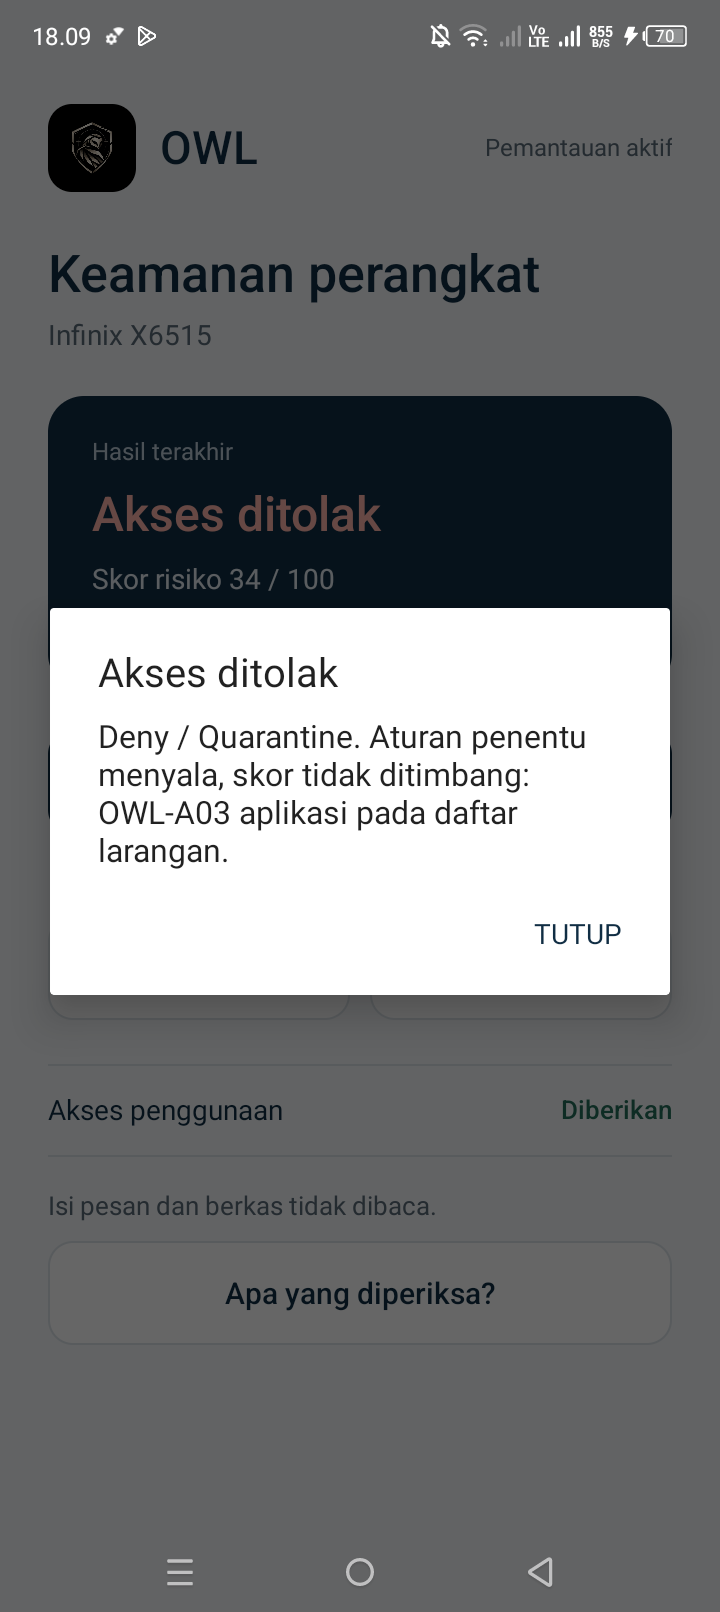 18.09
Vo
LTE
855
B/S
70
OWL
Pemantauan aktif
Keamanan perangkat
Infinix X6515
Hasil terakhir
Akses ditolak
Skor risiko 34 / 100
Akses ditolak
Deny / Quarantine. Aturan penentu
menyala, skor tidak ditimbang:
OWL-A03 aplikasi pada daftar
larangan.
TUTUP
Akses penggunaan
Diberikan
Isi pesan dan berkas tidak dibaca.
Apa yang diperiksa?